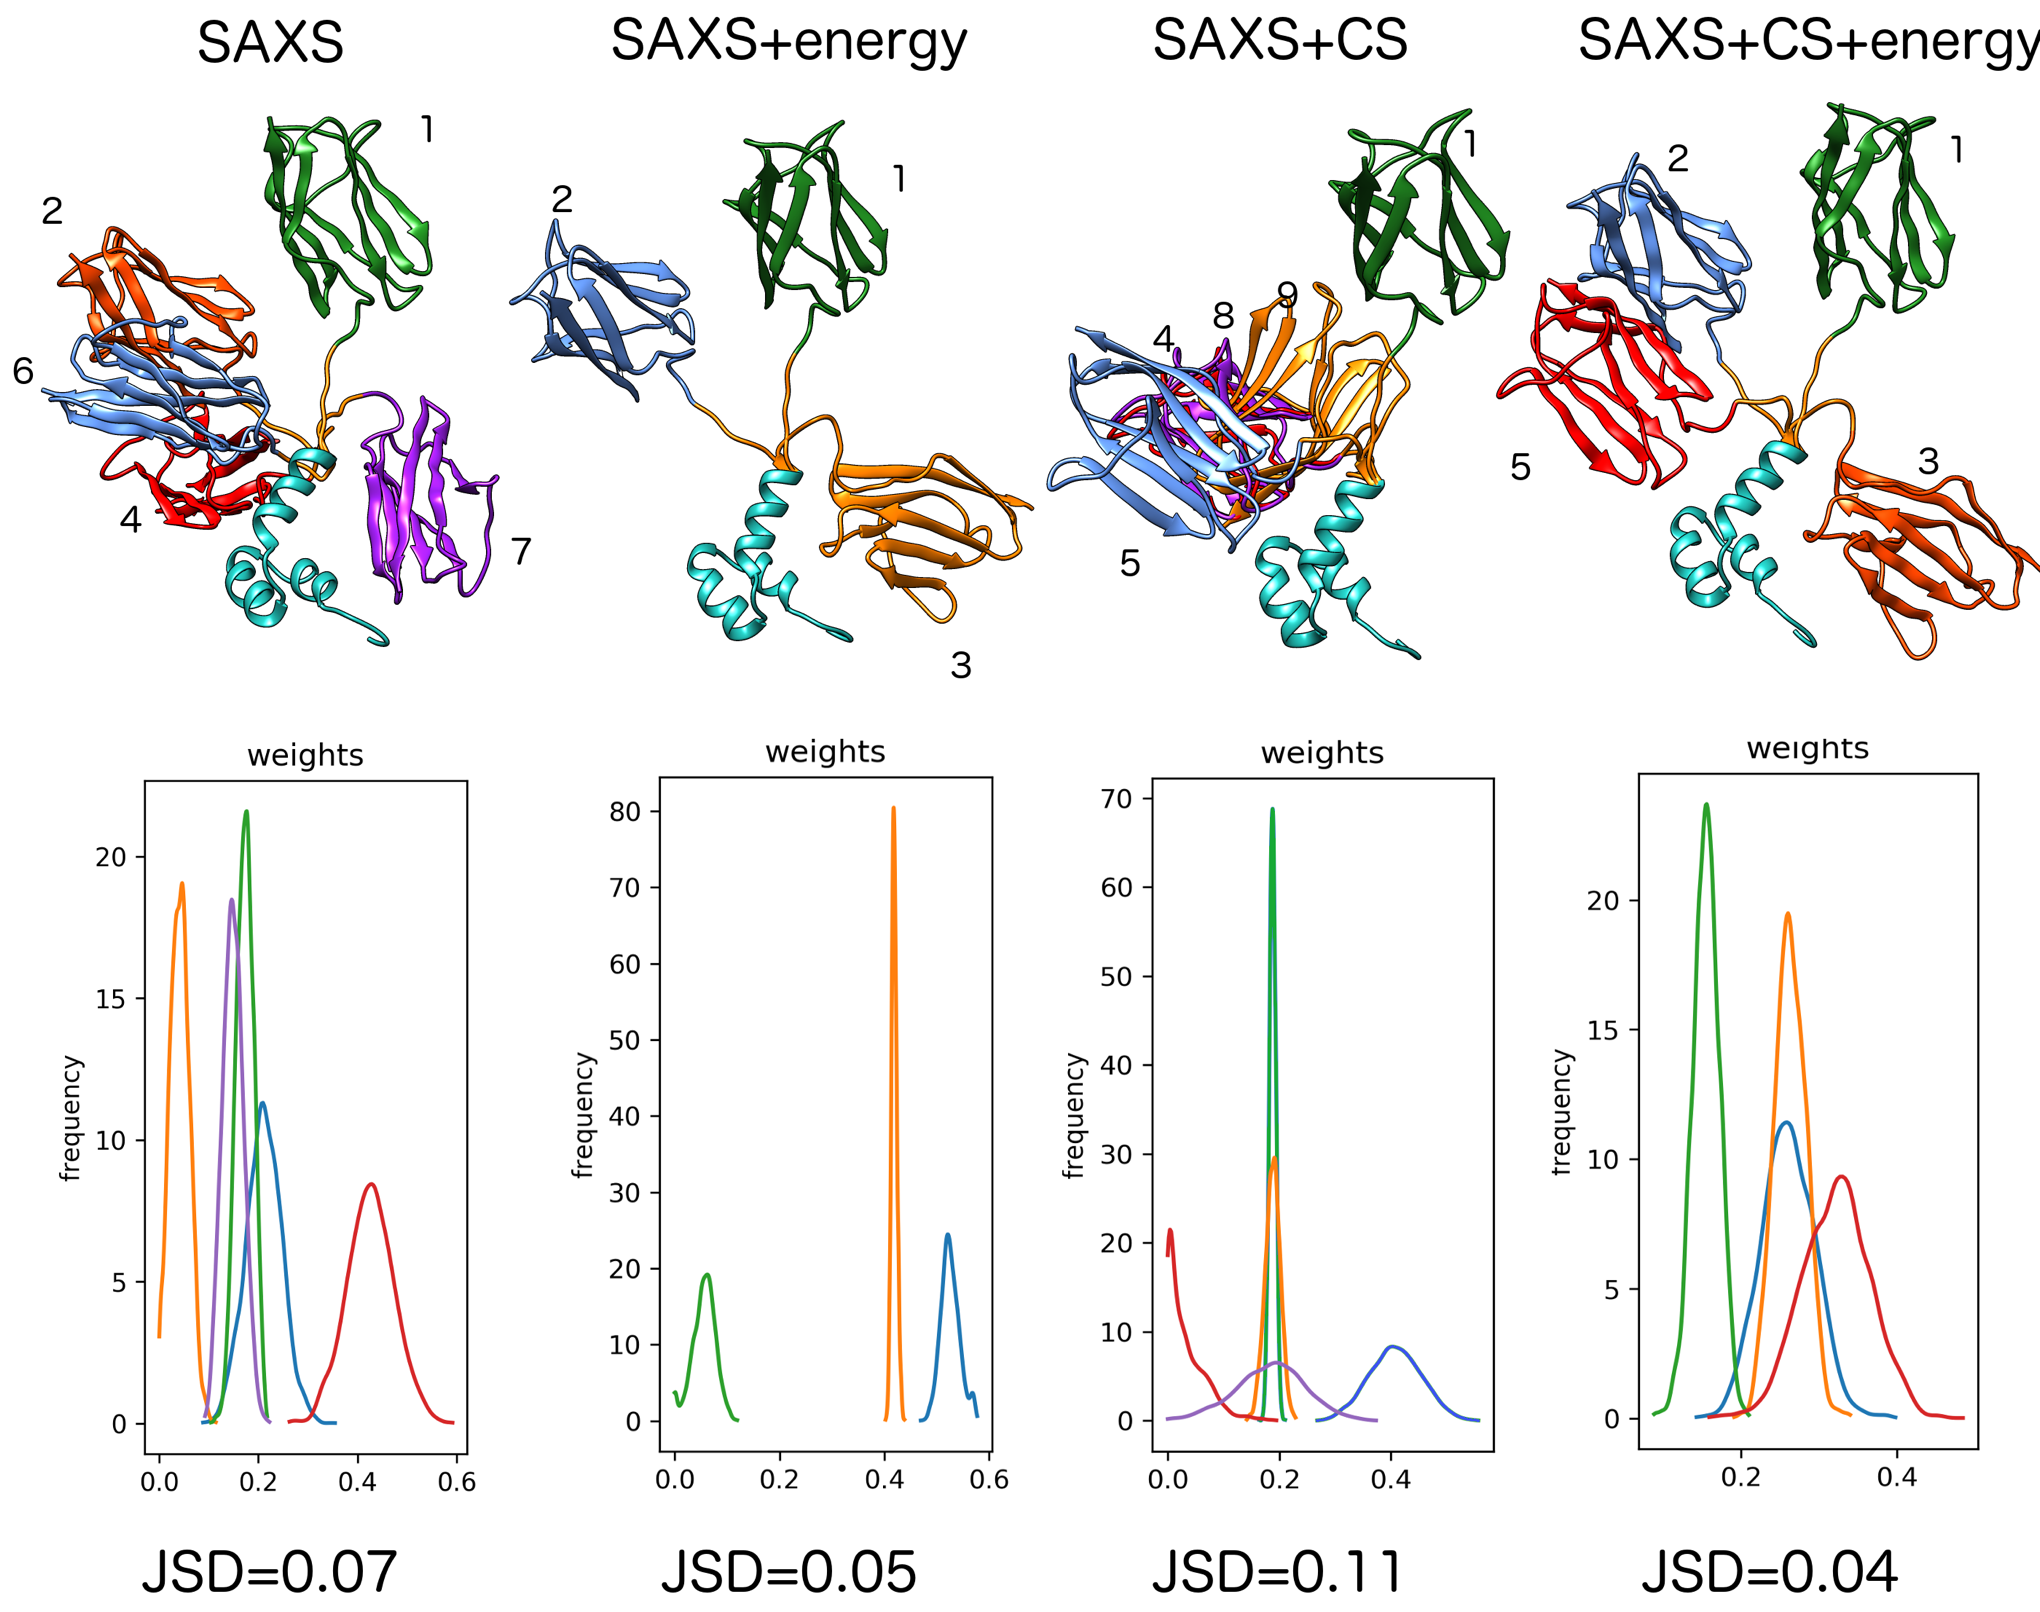 SAXS
SAXS+energy
SAXS+CS
SAXS+CS+energy
1
2
6
4
7
1
2
3
1
9
8
4
5
1
2
5
3
weights
20
15
10
5
0
frequency
0.0 0.2 0.4 0.6
weights
80
70
60
50
40
30
20
10
0
frequency
0.0 0.2 0.4 0.6
weights
70
60
50
40
30
20
10
0
frequency
0.0 0.2 0.4
weights
20
15
10
5
0
frequency
0.2 0.4
JSD=0.07
JSD=0.05
JSD=0.11
JSD=0.04